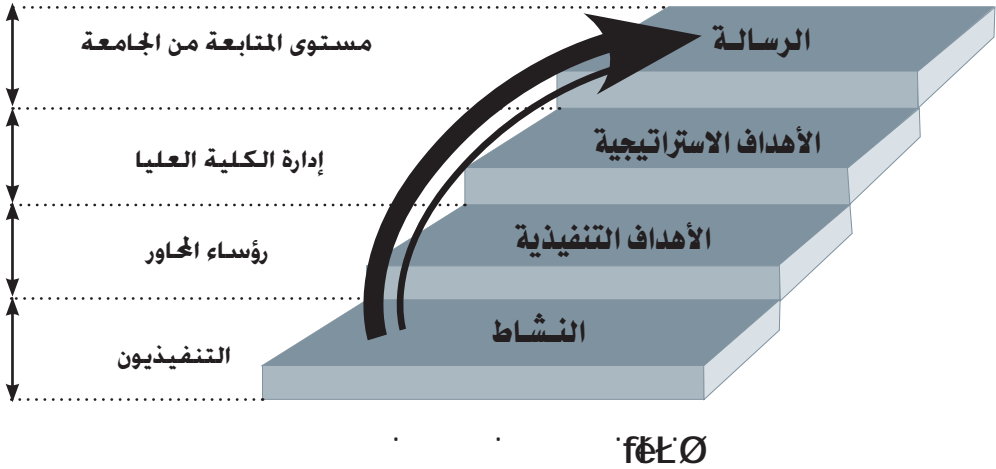 الرسالة
مستوى المتابعة من الجامعة
الأهداف الاستراتيجية
إدارة الكلية العليا
الأهداف التنفيذية
رؤساء المحاور
النشاط
التنفيذيون